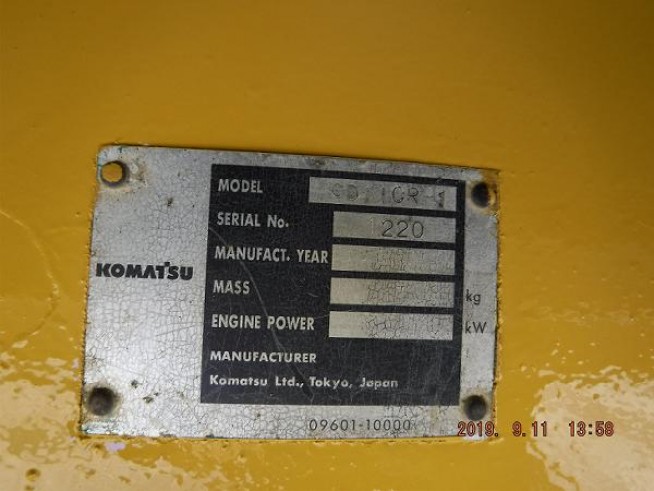 MODEL
SERIAL No. 220
MANUFACT. YEAR
KOMATSU
MASS kg
ENGINE POWER kW
MANUFACTURER
Komatsu Ltd., Tokyo, Japan
09601-10000
2019. 9.11 13:58